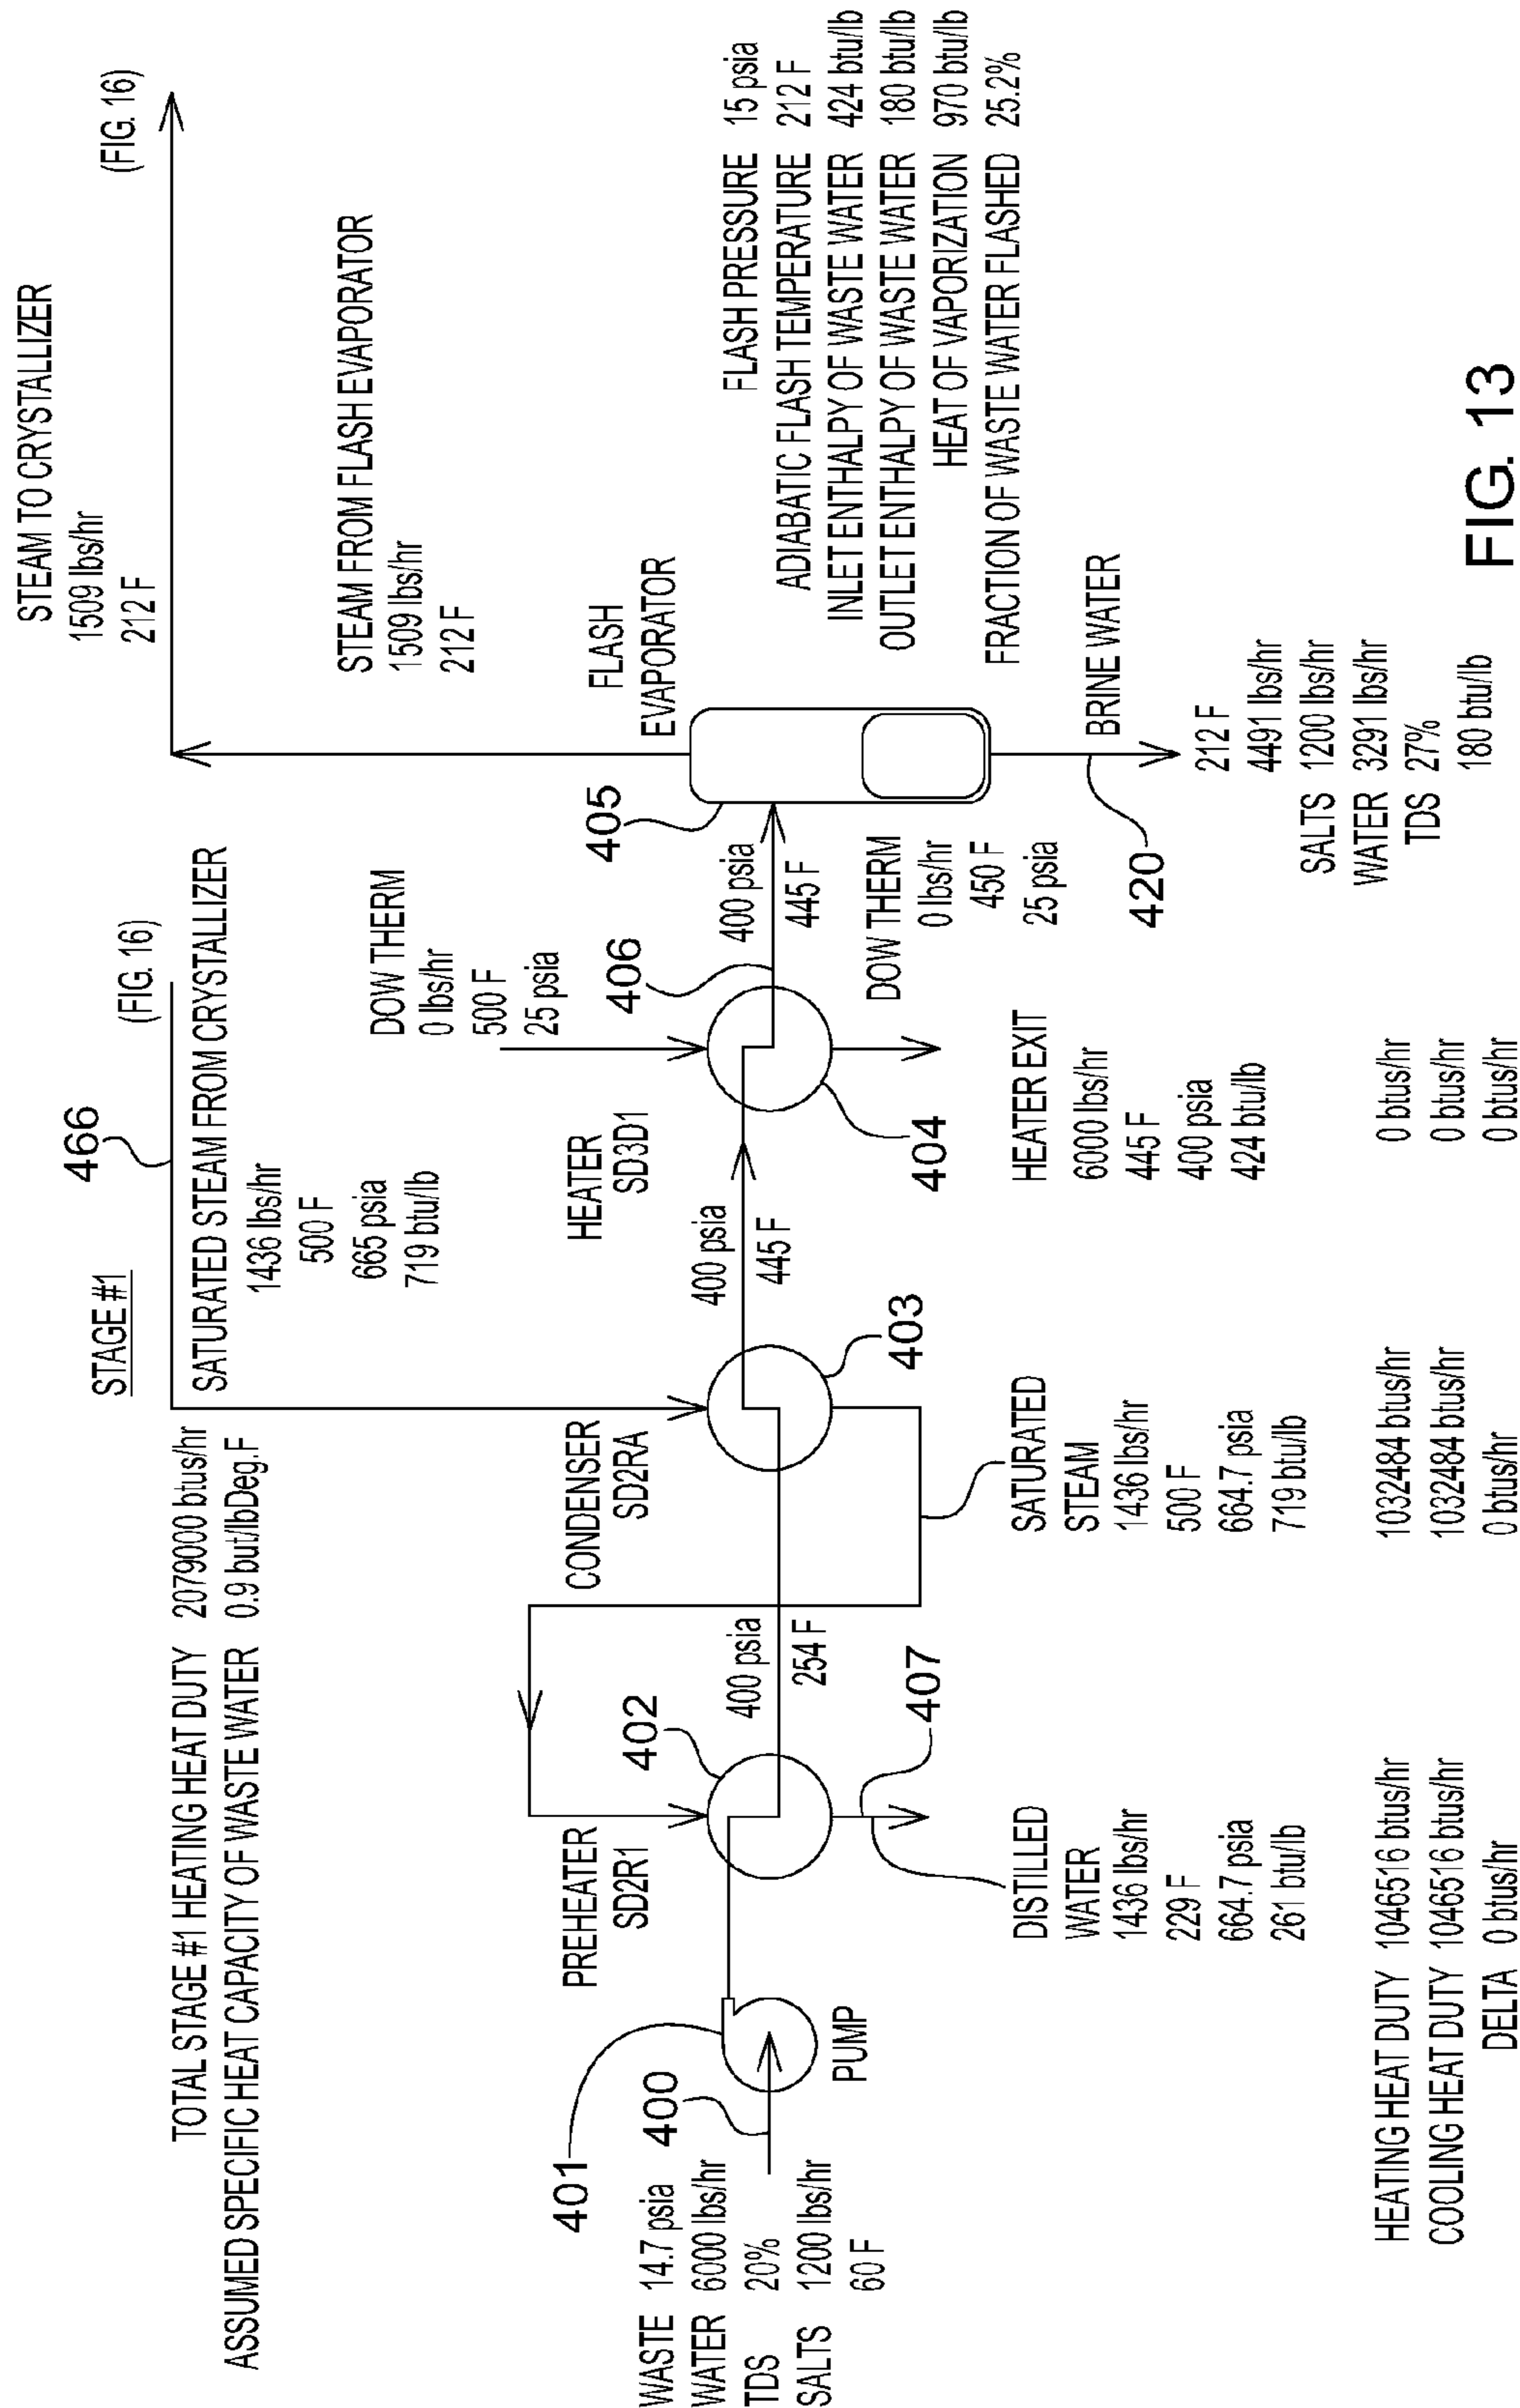 STAGE #1
TOTAL STAGE #1 HEATING HEAT DUTY 2079000 btus/hr
ASSUMED SPECIFIC HEAT CAPACITY OF WASTE WATER 0.9 but/lbDeg.F
466
(FIG. 16)
SATURATED STEAM FROM CRYSTALLIZER
1436 lbs/hr
500 F
665 psia
719 btu/lb
STEAM TO CRYSTALLIZER
1509 lbs/hr
212 F
(FIG. 16)
STEAM FROM FLASH EVAPORATOR
1509 lbs/hr
212 F
401
WASTE WATER
14.7 psia
6000 lbs/hr
TDS 20%
SALTS 1200 lbs/hr
60 F
400
PUMP
PREHEATER
SD2R1
402
400 psia
254 F
407
CONDENSER
SD2RA
403
400 psia
445 F
HEATER
SD3D1
DOW THERM
0 lbs/hr
500 F
25 psia
406
404
400 psia
445 F
405
FLASH
EVAPORATOR
DOW THERM
0 lbs/hr
450 F
25 psia
420
BRINE WATER
FLASH PRESSURE 15 psia
ADIABATIC FLASH TEMPERATURE 212 F
INLET ENTHALPY OF WASTE WATER 424 btu/lb
OUTLET ENTHALPY OF WASTE WATER 180 btu/lb
HEAT OF VAPORIZATION 970 btu/lb
FRACTION OF WASTE WATER FLASHED 25.2%
DISTILLED
WATER
1436 lbs/hr
229 F
664.7 psia
261 btu/lb
SATURATED
STEAM
1436 lbs/hr
500 F
664.7 psia
719 btu/lb
HEATER EXIT
6000 lbs/hr
445 F
400 psia
424 btu/lb
212 F
4491 lbs/hr
SALTS 1200 lbs/hr
WATER 3291 lbs/hr
TDS 27%
180 btu/lb
HEATING HEAT DUTY 1046516 btus/hr 1032484 btus/hr 0 btus/hr
COOLING HEAT DUTY 1046516 btus/hr 1032484 btus/hr 0 btus/hr
DELTA 0 btus/hr 0 btus/hr 0 btus/hr
FIG. 13